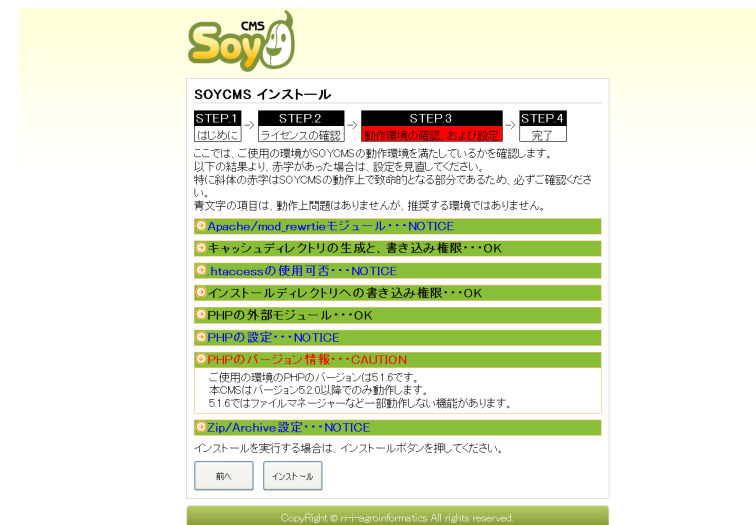 CMS
Soy
SOYCMS インストール
STEP.1 → STEP.2 → STEP.3 → STEP.4
はじめに ライセンスの確認 動作環境の確認、および設定 完了
ここでは、ご使用の環境がSOYCMSの動作環境を満たしているかを確認します。
以下の結果より、赤字があった場合は、設定を見直してください。
特に斜体の赤字はSOYCMSの動作上で致命的となる部分であるため、必ずご確認くださ
い。
青文字の項目は、動作上問題はありませんが、推奨する環境ではありません。
Apache/mod_rewrtieモジュール・・・NOTICE
キャッシュディレクトリの生成と、書き込み権限・・・OK
.htaccessの使用可否・・・NOTICE
インストールディレクトリへの書き込み権限・・・OK
PHPの外部モジュール・・・OK
PHPの設定・・・NOTICE
PHPのバージョン情報・・・CAUTION
ご使用の環境のPHPのバージョンは5.1.6です。
本CMSはバージョン5.2.0以降でのみ動作します。
5.1.6ではファイルマネージャーなど一部動作しない機能があります。
Zip/Archive設定・・・NOTICE
インストールを実行する場合は、インストールボタンを押してください。
前へ インストール
CopyRight © n-i-agroinformatics All rights reserved.